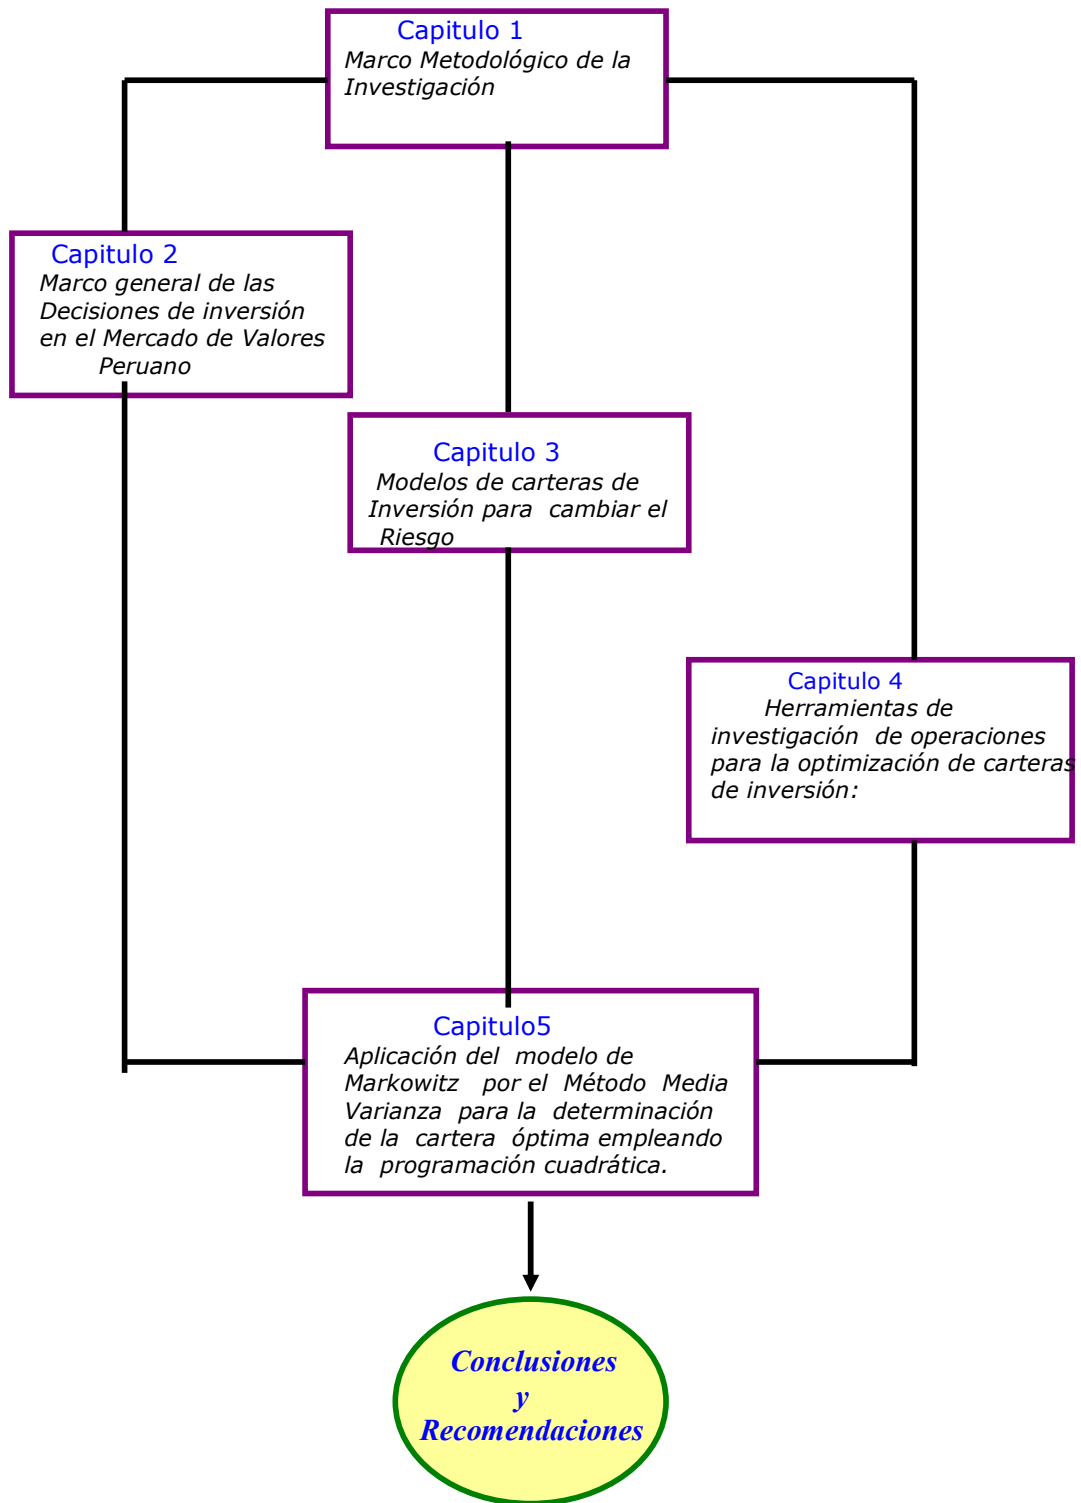 Capitulo 1
Marco Metodológico de la
Investigación
Capitulo 2
Marco general de las
Decisiones de inversión
en el Mercado de Valores
Peruano
Capitulo 3
Modelos de carteras de
Inversión para cambiar el
Riesgo
Capitulo 4
Herramientas de
investigación de operaciones
para la optimización de carteras
de inversión:
Capitulo5
Aplicación del modelo de
Markowitz por el Método Media
Varianza para la determinación
de la cartera óptima empleando
la programación cuadrática.
Conclusiones
y
Recomendaciones